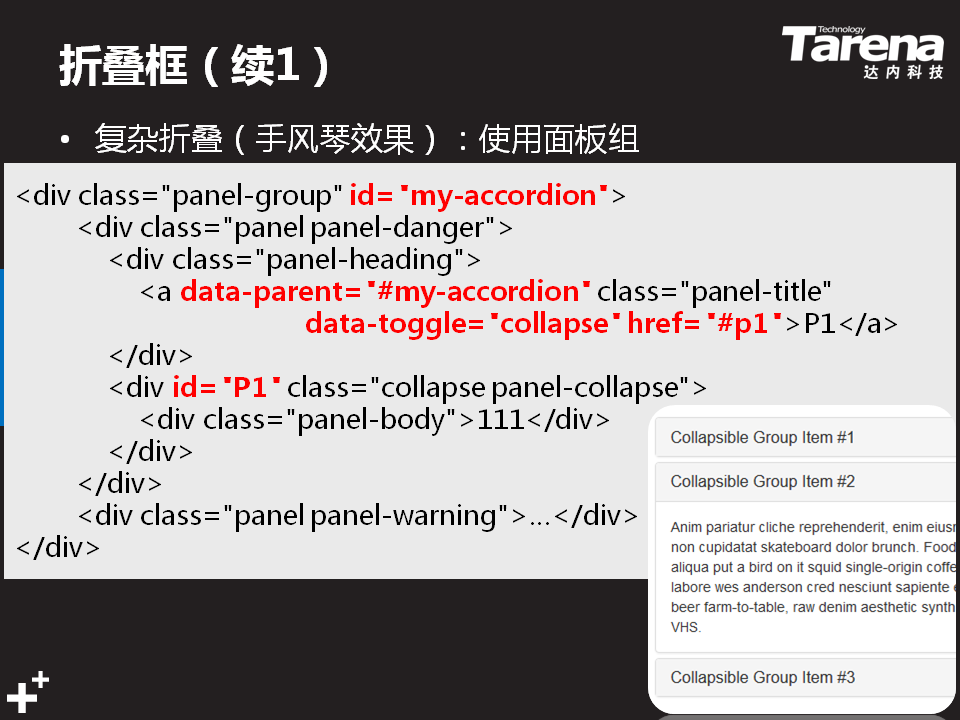 折叠框（续1）
Technology
Tarena
达内科技
• 复杂折叠（手风琴效果）：使用面板组
<div class="panel-group" id="my-accordion">
<div class="panel panel-danger">
<div class="panel-heading">
<a data-parent="#my-accordion" class="panel-title"
data-toggle="collapse" href="#p1">P1</a>
</div>
<div id="P1" class="collapse panel-collapse">
<div class="panel-body">111</div>
</div>
</div>
<div class="panel panel-warning">...</div>
</div>
Collapsible Group Item #1
Collapsible Group Item #2
Anim pariatur cliche reprehenderit, enim eiusm
non cupidatat skateboard dolor brunch. Food
aliqua put a bird on it squid single-origin coffe
labore wes anderson cred nesciunt sapiente e
beer farm-to-table, raw denim aesthetic synth
VHS.
Collapsible Group Item #3